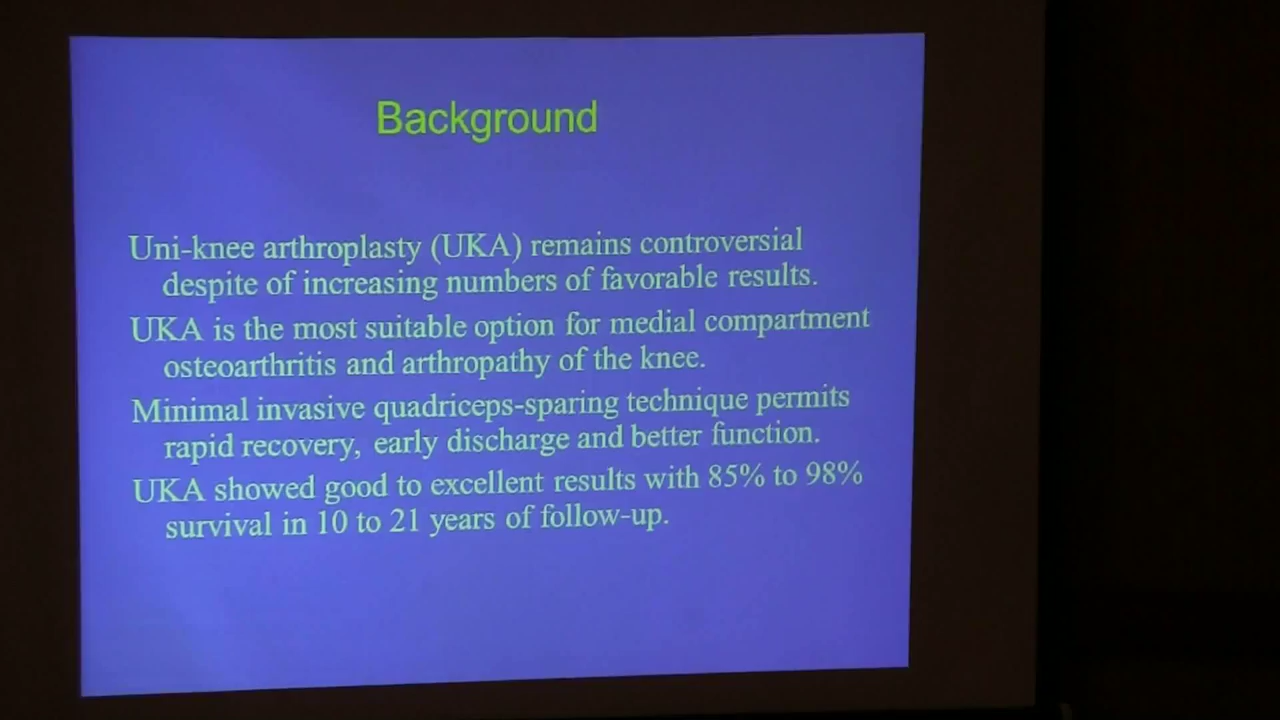 Background
Uni-knee arthroplasty (UKA) remains controversial
despite of increasing numbers of favorable results.
UKA is the most suitable option for medial compartment
osteoarthritis and arthropathy of the knee.
Minimal invasive quadriceps-sparing technique permits
rapid recovery, early discharge and better function.
UKA showed good to excellent results with 85% to 98%
survival in 10 to 21 years of follow-up.